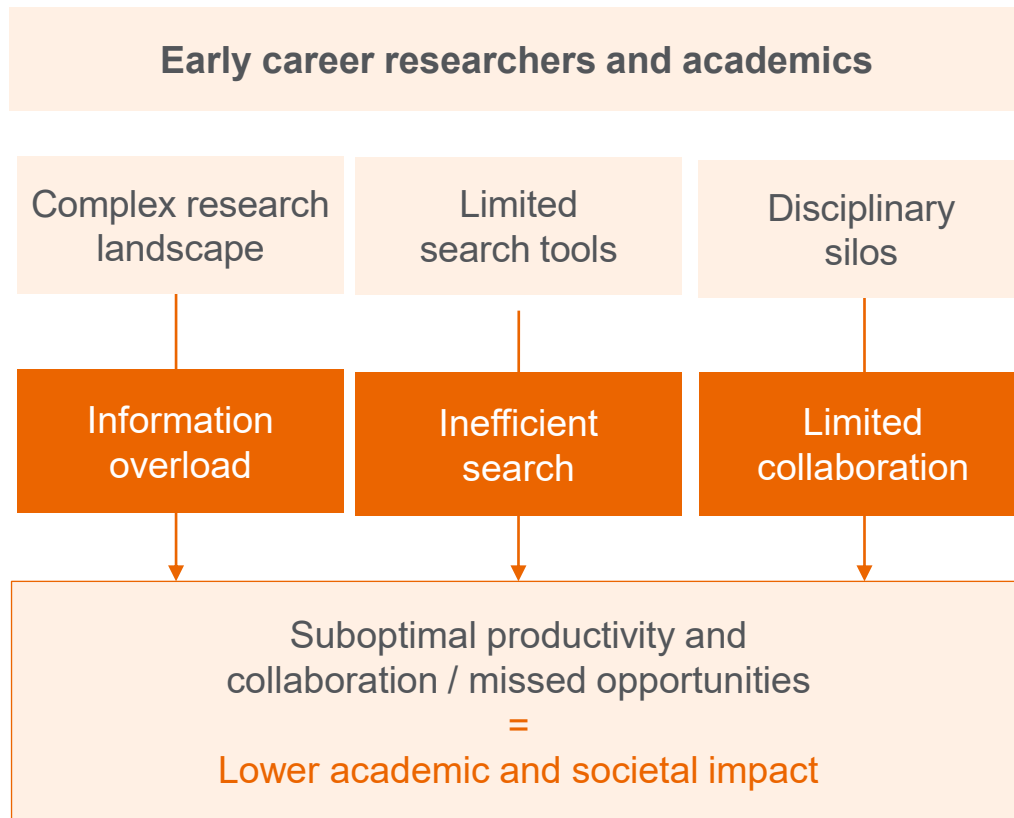 Early career researchers and academics
Complex research
landscape
Limited
search tools
Disciplinary
silos
Information
overload
Inefficient
search
Limited
collaboration
Suboptimal productivity and
collaboration / missed opportunities
=
Lower academic and societal impact